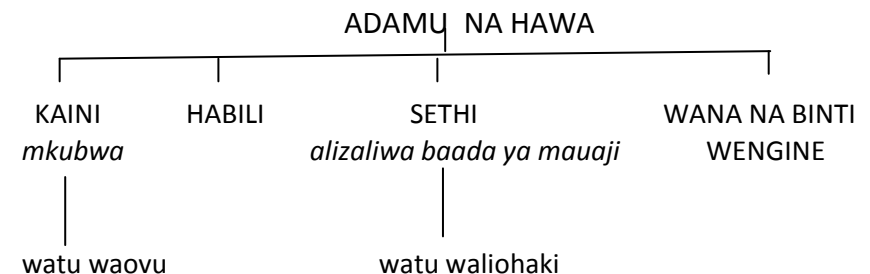 ADAMU NA HAWA
KAINI HABILI SETHI WANA NA BINTI
mkubwa alizaliwa baada ya mauaji WENGINE
watu waovu watu waliohaki